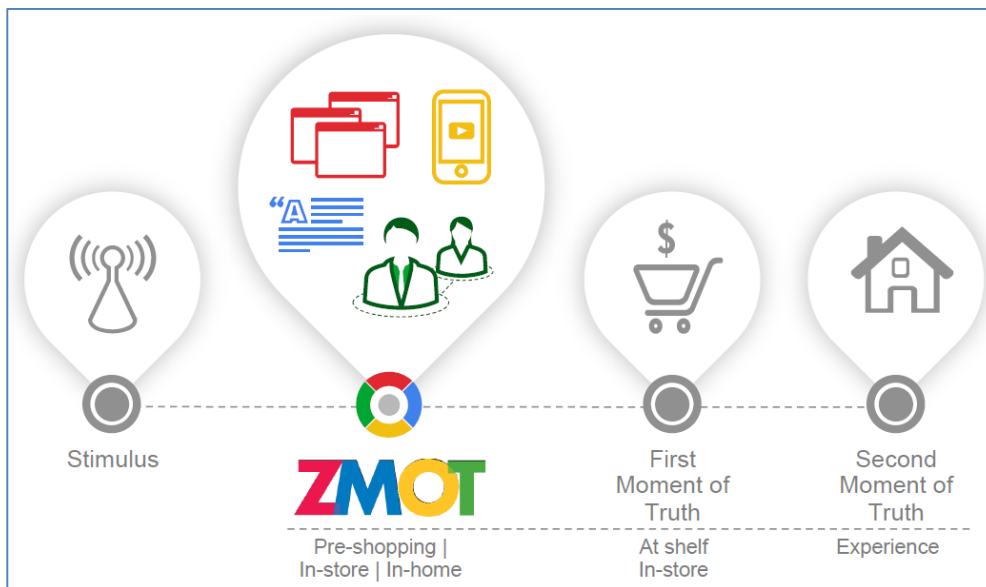 “A
$
Stimulus
ZMOT
First
Moment of
Truth
Second
Moment of
Truth
Pre-shopping |
In-store | In-home
At shelf
In-store
Experience